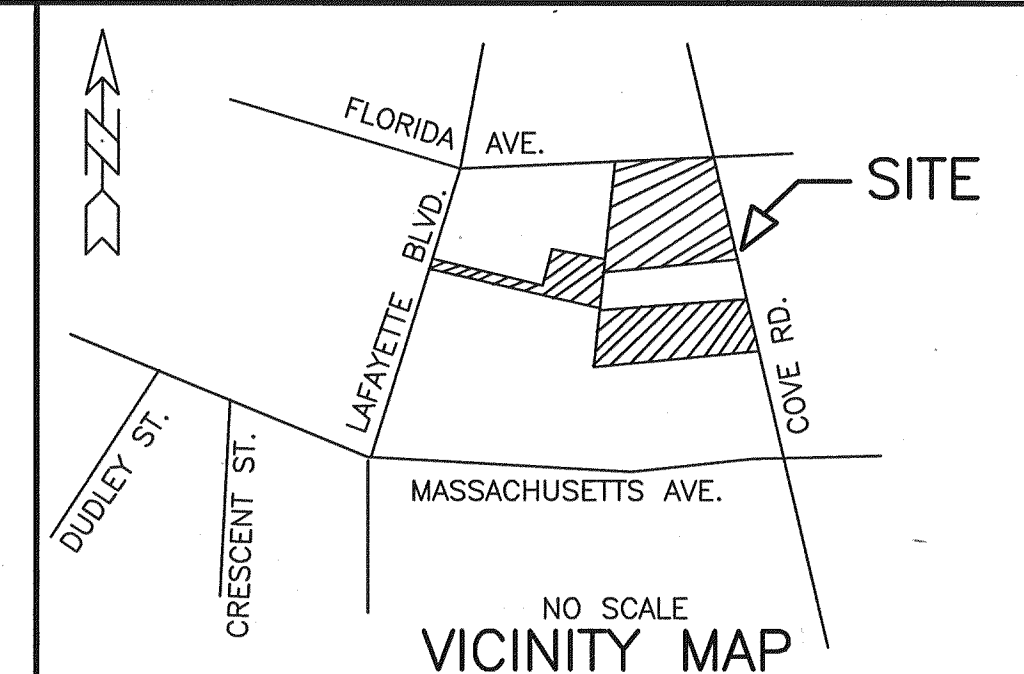 N
FLORIDA AVE.
SITE
LAFAYETTE BLVD.
COVE RD.
DUDLEY ST.
CRESCENT ST.
MASSACHUSETTS AVE.
NO SCALE
VICINITY MAP